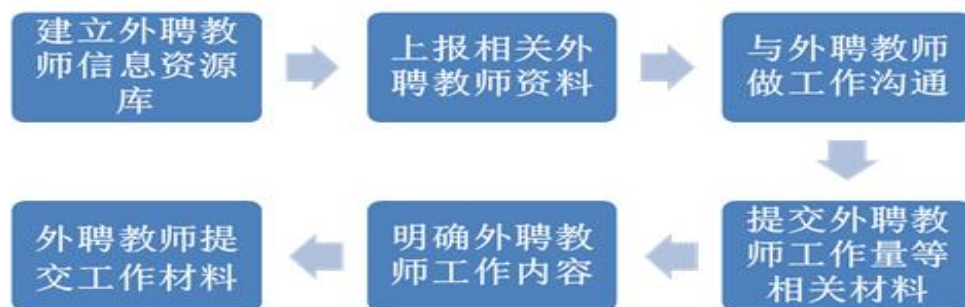 建立外聘教
师信息资源
库
上报相关外
聘教师资料
与外聘教师
做工作沟通
提交外聘教
师工作量等
相关材料
明确外聘教
师工作内容
外聘教师提
交工作材料